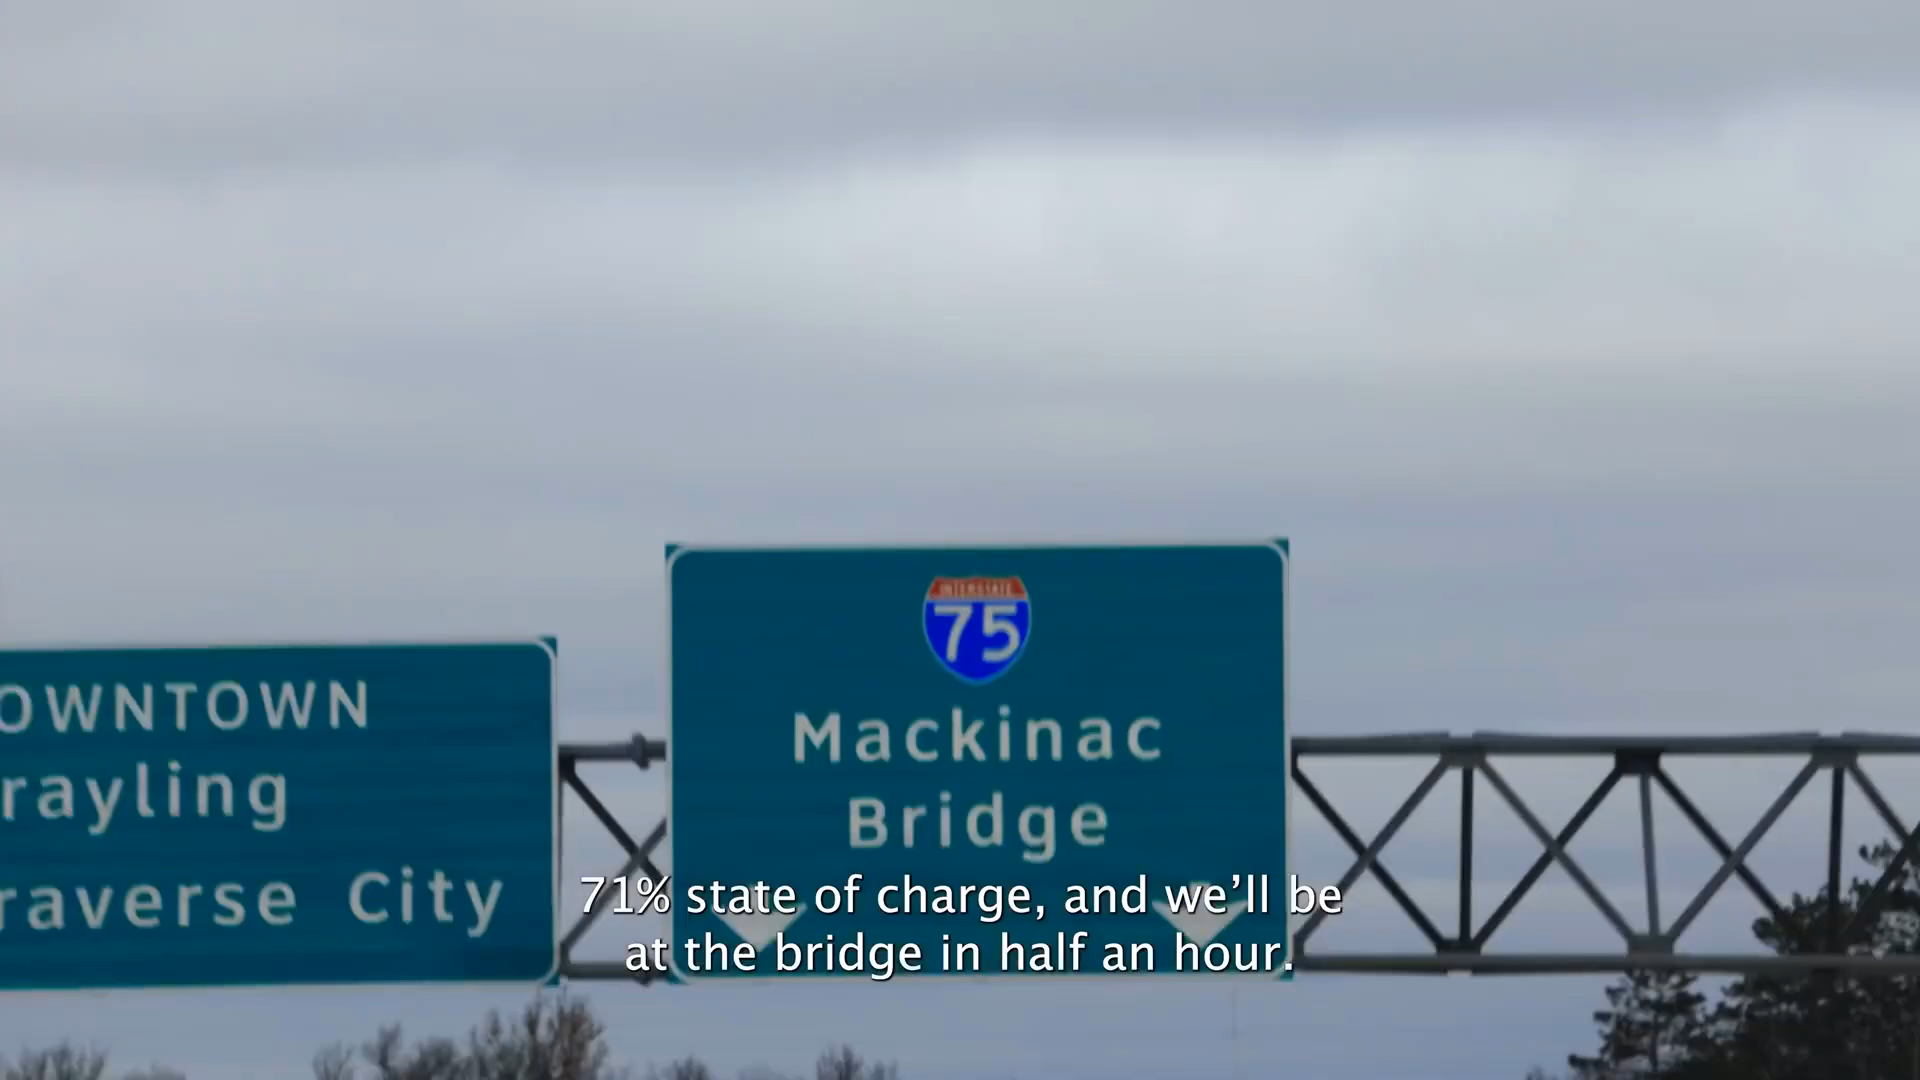 OWNTOWN
rayling
raverse City
INTERSTATE
75
Mackinac
Bridge
71% state of charge, and we’ll be
at the bridge in half an hour.